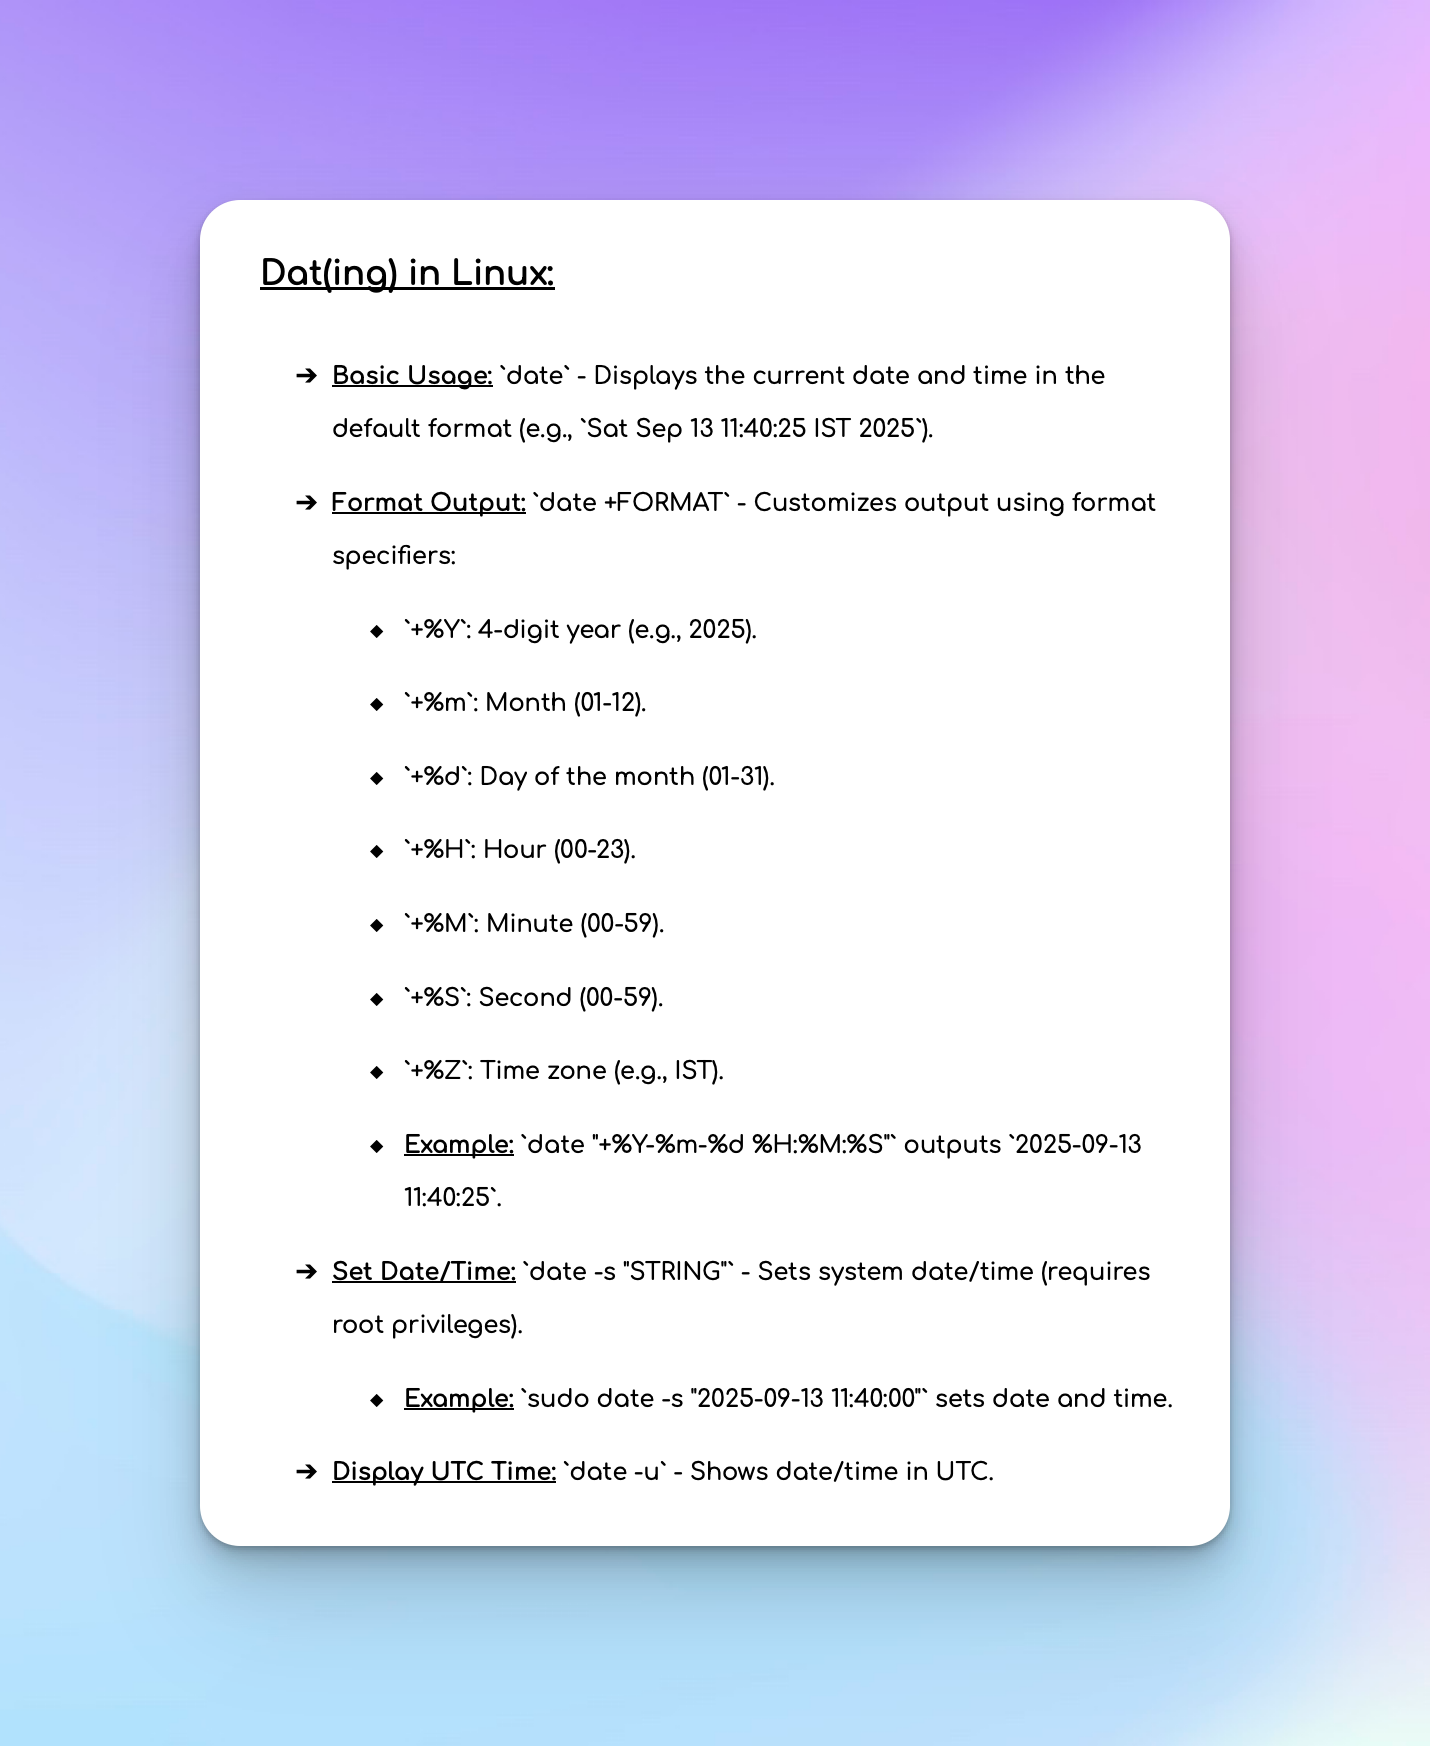 Dat(ing) in Linux:
➔ Basic Usage: `date` - Displays the current date and time in the
default format (e.g., `Sat Sep 13 11:40:25 IST 2025`).
➔ Format Output: `date +FORMAT` - Customizes output using format
specifiers:
◆ `+%Y`: 4-digit year (e.g., 2025).
◆ `+%m`: Month (01-12).
◆ `+%d`: Day of the month (01-31).
◆ `+%H`: Hour (00-23).
◆ `+%M`: Minute (00-59).
◆ `+%S`: Second (00-59).
◆ `+%Z`: Time zone (e.g., IST).
◆ Example: `date "+%Y-%m-%d %H:%M:%S"` outputs `2025-09-13
11:40:25`.
➔ Set Date/Time: `date -s "STRING"` - Sets system date/time (requires
root privileges).
◆ Example: `sudo date -s "2025-09-13 11:40:00"` sets date and time.
➔ Display UTC Time: `date -u` - Shows date/time in UTC.